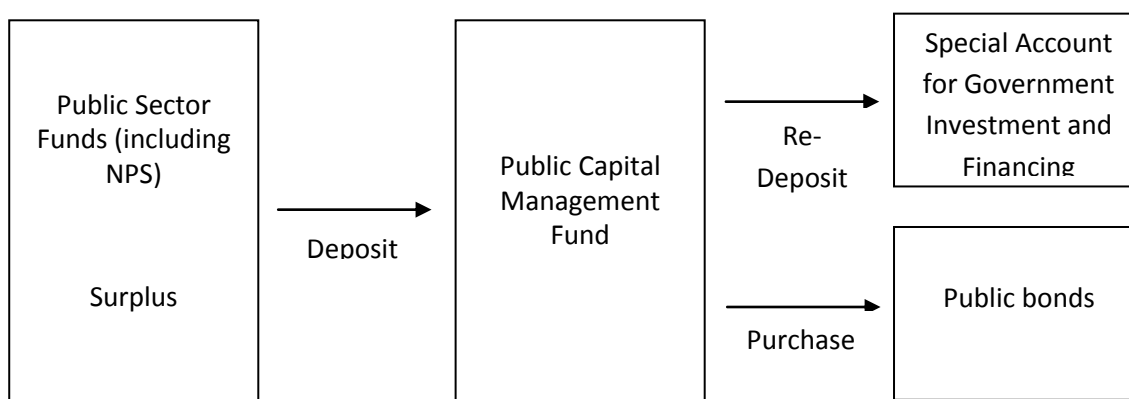 Public Sector
Funds (including
NPS)
Surplus
Deposit
Public Capital
Management
Fund
Re-
Deposit
Purchase
Special Account
for Government
Investment and
Financing
Public bonds